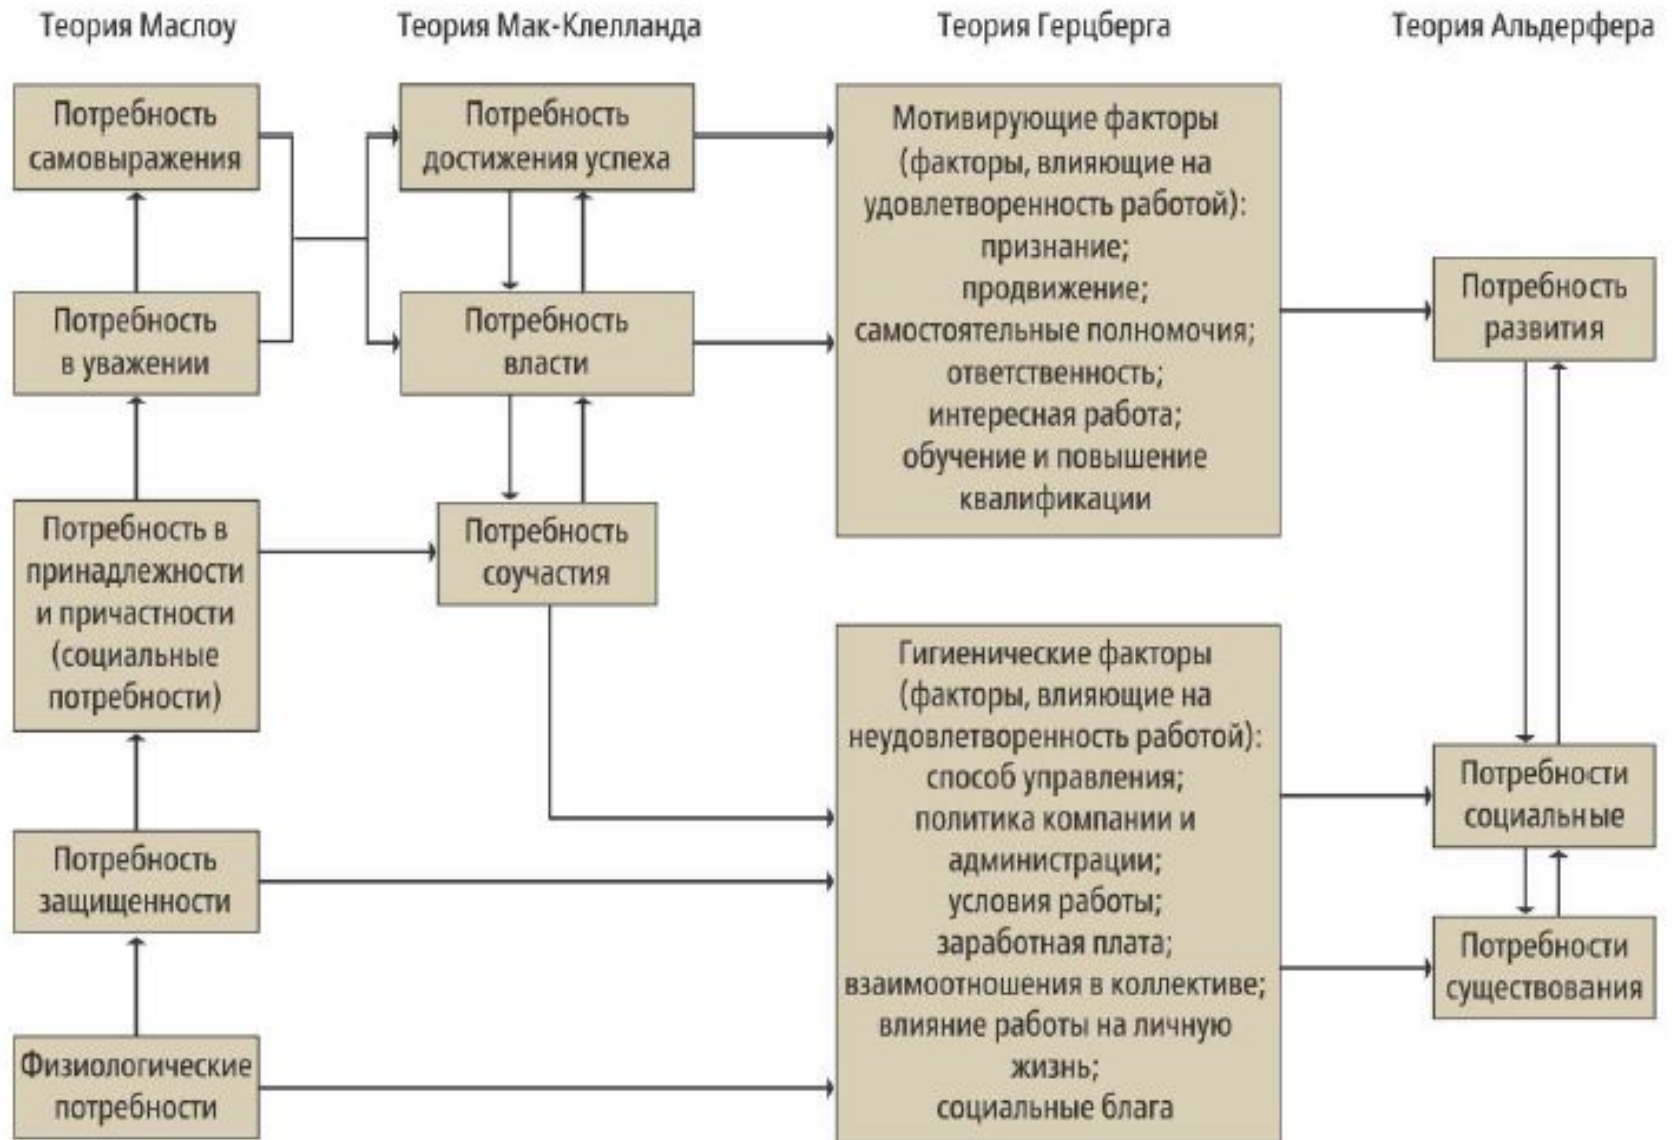 Теория Маслоу
Теория Мак-Клелланда
Теория Герцберга
Теория Альдерфера
Потребность
самовыражения
Потребность
в уважении
Потребность в
принадлежности
и причастности
(социальные
потребности)
Потребность
защищенности
Физиологические
потребности
Потребность
достижения успеха
Потребность
власти
Потребность
соучастия
Мотивирующие факторы
(факторы, влияющие на
удовлетворенность работой):
признание;
продвижение;
самостоятельные полномочия;
ответственность;
интересная работа;
обучение и повышение
квалификации
Гигиенические факторы
(факторы, влияющие на
неудовлетворенность работой):
способ управления;
политика компании и
администрации;
условия работы;
заработная плата;
взаимоотношения в коллективе;
влияние работы на личную
жизнь;
социальные блага
Потребность
развития
Потребности
социальные
Потребности
существования